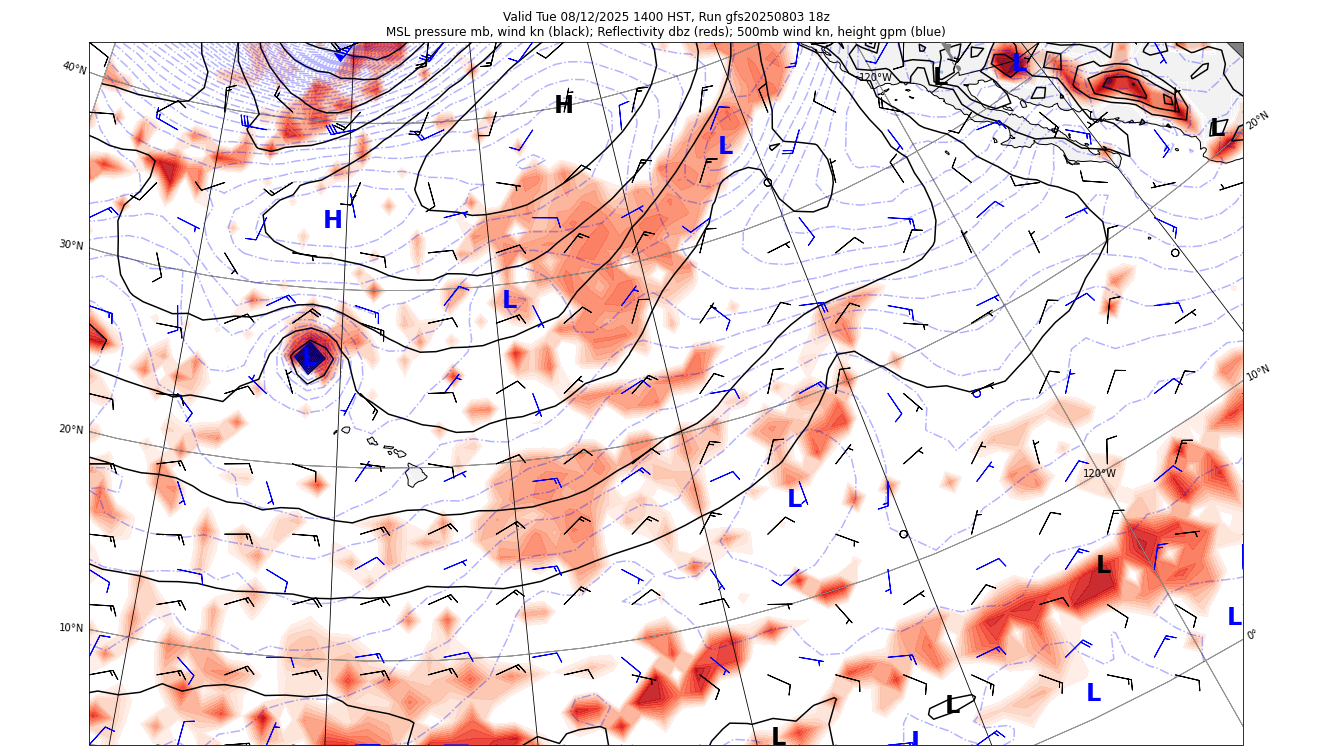 Valid Tue 08/12/2025 1400 HST, Run gfs20250803 18z
MSL pressure mb, wind kn (black); Reflectivity dbz (reds); 500mb wind kn, height gpm (blue)
40°N
120°W
L
L
H
L
L
20°N
L
H
30°N
L
L
10°N
20°N
120°W
L
L
10°N
L
0°
L
L
L
L